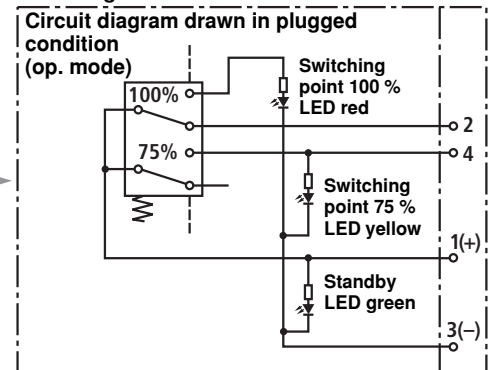 Circuit diagram drawn in plugged
condition
(op. mode)
Switching
point 100 %
LED red
100%
2
75%
4
Switching
point 75 %
LED yellow
1(+)
Standby
LED green
3(−)